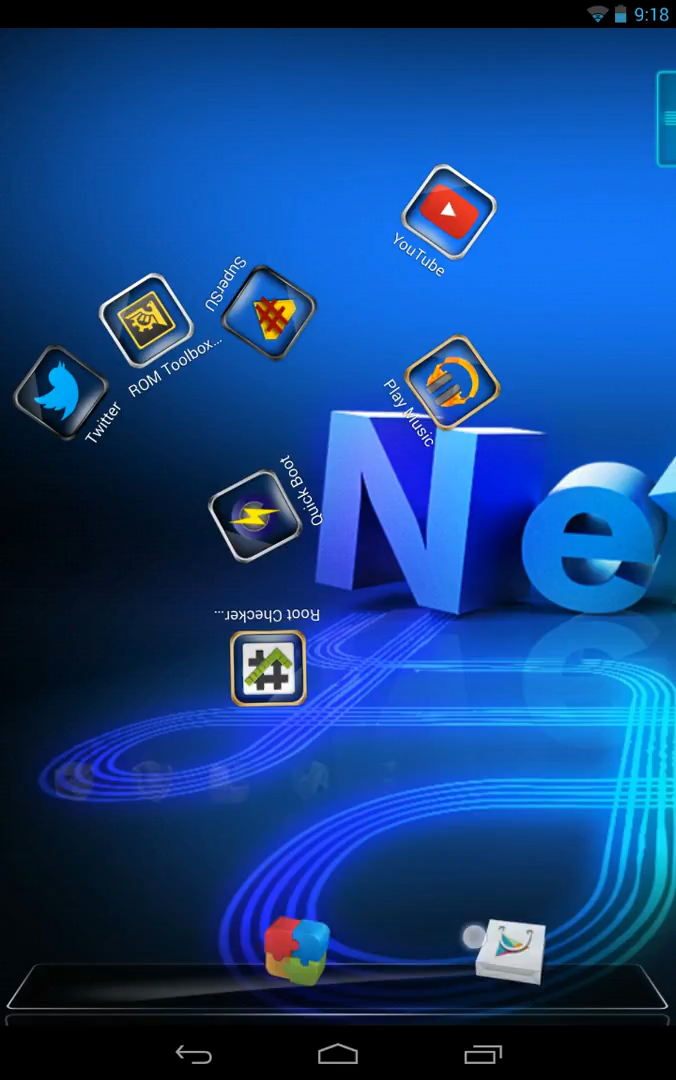 9:18
YouTube
SuperSU
ROM Toolbox...
Twitter
Play Music
Quick Boot
Ne
Root Checker...